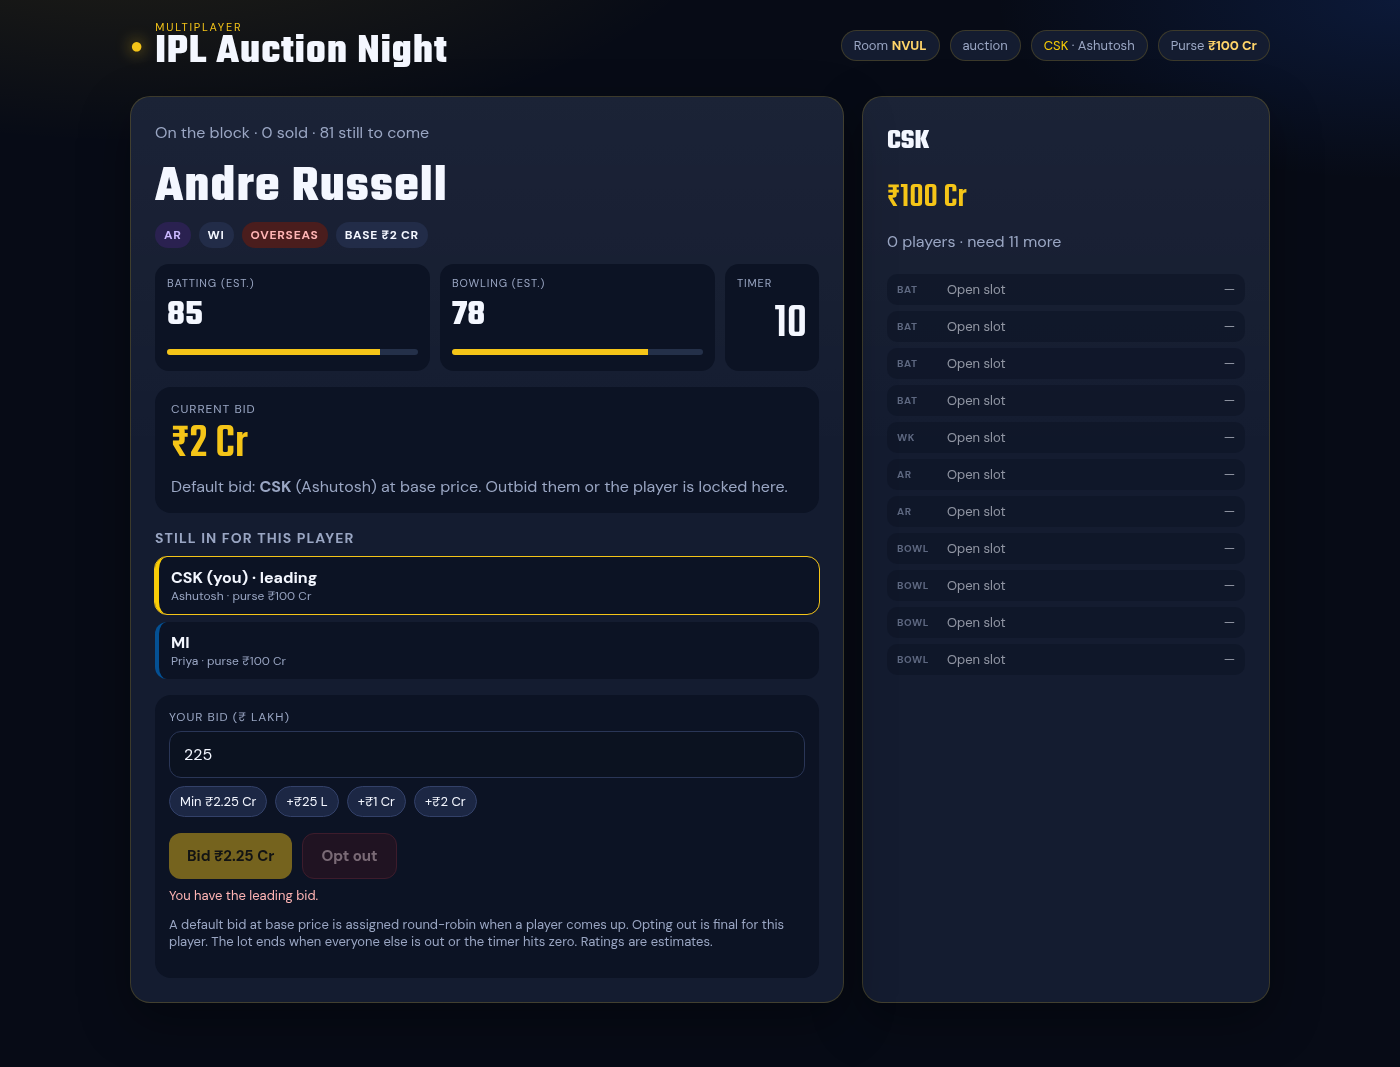 MULTIPLAYER
IPL Auction Night
Room NVUL
auction
CSK · Ashutosh
Purse ₹100 Cr
On the block · 0 sold · 81 still to come
Andre Russell
AR
WI
OVERSEAS
BASE ₹2 CR
BATTING (EST.)
85
BOWLING (EST.)
78
TIMER
10
CURRENT BID
₹2 Cr
Default bid: CSK (Ashutosh) at base price. Outbid them or the player is locked here.
STILL IN FOR THIS PLAYER
CSK (you) · leading
Ashutosh · purse ₹100 Cr
MI
Priya · purse ₹100 Cr
YOUR BID (₹ LAKH)
225
Min ₹2.25 Cr
+₹25 L
+₹1 Cr
+₹2 Cr
Bid ₹2.25 Cr
Opt out
You have the leading bid.
A default bid at base price is assigned round-robin when a player comes up. Opting out is final for this
player. The lot ends when everyone else is out or the timer hits zero. Ratings are estimates.
CSK
₹100 Cr
0 players · need 11 more
BAT Open slot —
BAT Open slot —
BAT Open slot —
BAT Open slot —
WK Open slot —
AR Open slot —
AR Open slot —
BOWL Open slot —
BOWL Open slot —
BOWL Open slot —
BOWL Open slot —